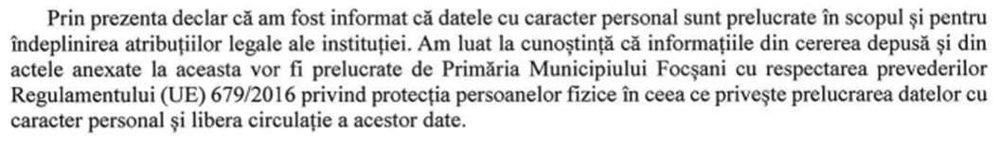 Prin prezenta declar că am fost informat că datele cu caracter personal sunt prelucrate în scopul și pentru
îndeplinirea atribuțiilor legale ale instituției. Am luat la cunoștință că informațiile din cererea depusă și din
actele anexate la aceasta vor fi prelucrate de Primăria Municipiului Focșani cu respectarea prevederilor
Regulamentului (UE) 679/2016 privind protecția persoanelor fizice în ceea ce privește prelucrarea datelor cu
caracter personal și libera circulație a acestor date.